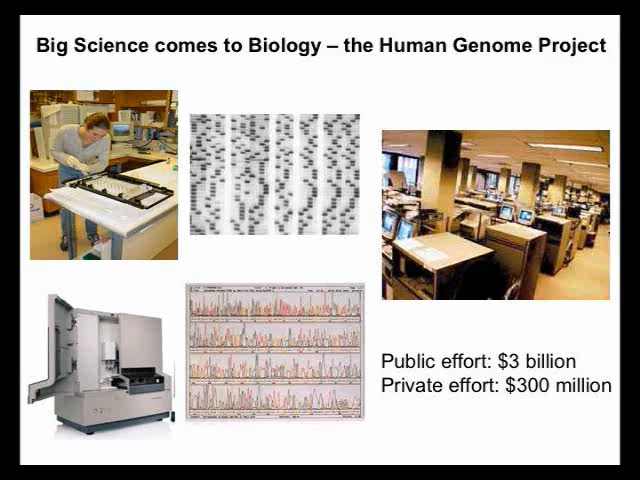 Big Science comes to Biology – the Human Genome Project
Public effort: $3 billion
Private effort: $300 million